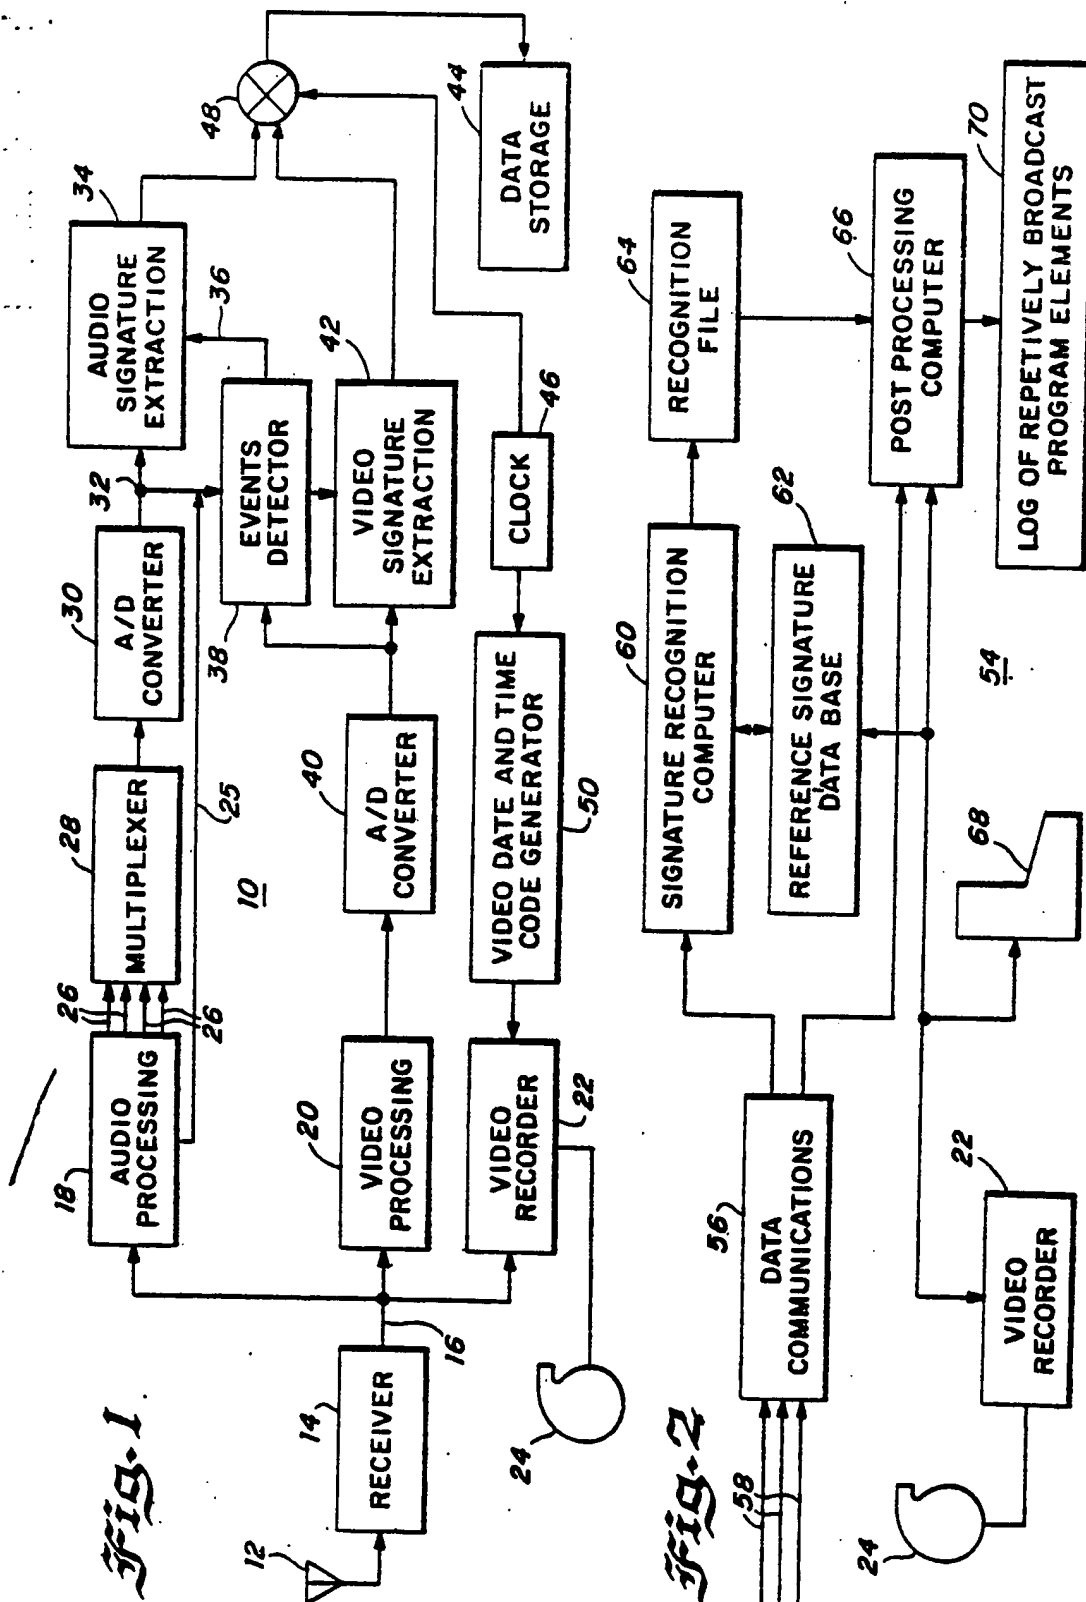 Fig. 1
12
14
RECEIVER
16
18
AUDIO
PROCESSING
26
26
28
MULTIPLEXER
25
30
A/D
CONVERTER
32
34
AUDIO
SIGNATURE
EXTRACTION
36
38
EVENTS
DETECTOR
10
20
VIDEO
PROCESSING
40
A/D
CONVERTER
42
VIDEO
SIGNATURE
EXTRACTION
48
44
DATA
STORAGE
46
CLOCK
50
VIDEO DATE AND TIME
CODE GENERATOR
22
VIDEO
RECORDER
24
Fig. 2
58
56
DATA
COMMUNICATIONS
60
SIGNATURE RECOGNITION
COMPUTER
62
REFERENCE SIGNATURE
DATA BASE
64
RECOGNITION
FILE
66
POST PROCESSING
COMPUTER
70
LOG OF REPETIVELY BROADCAST
PROGRAM ELEMENTS
54
68
22
VIDEO
RECORDER
24